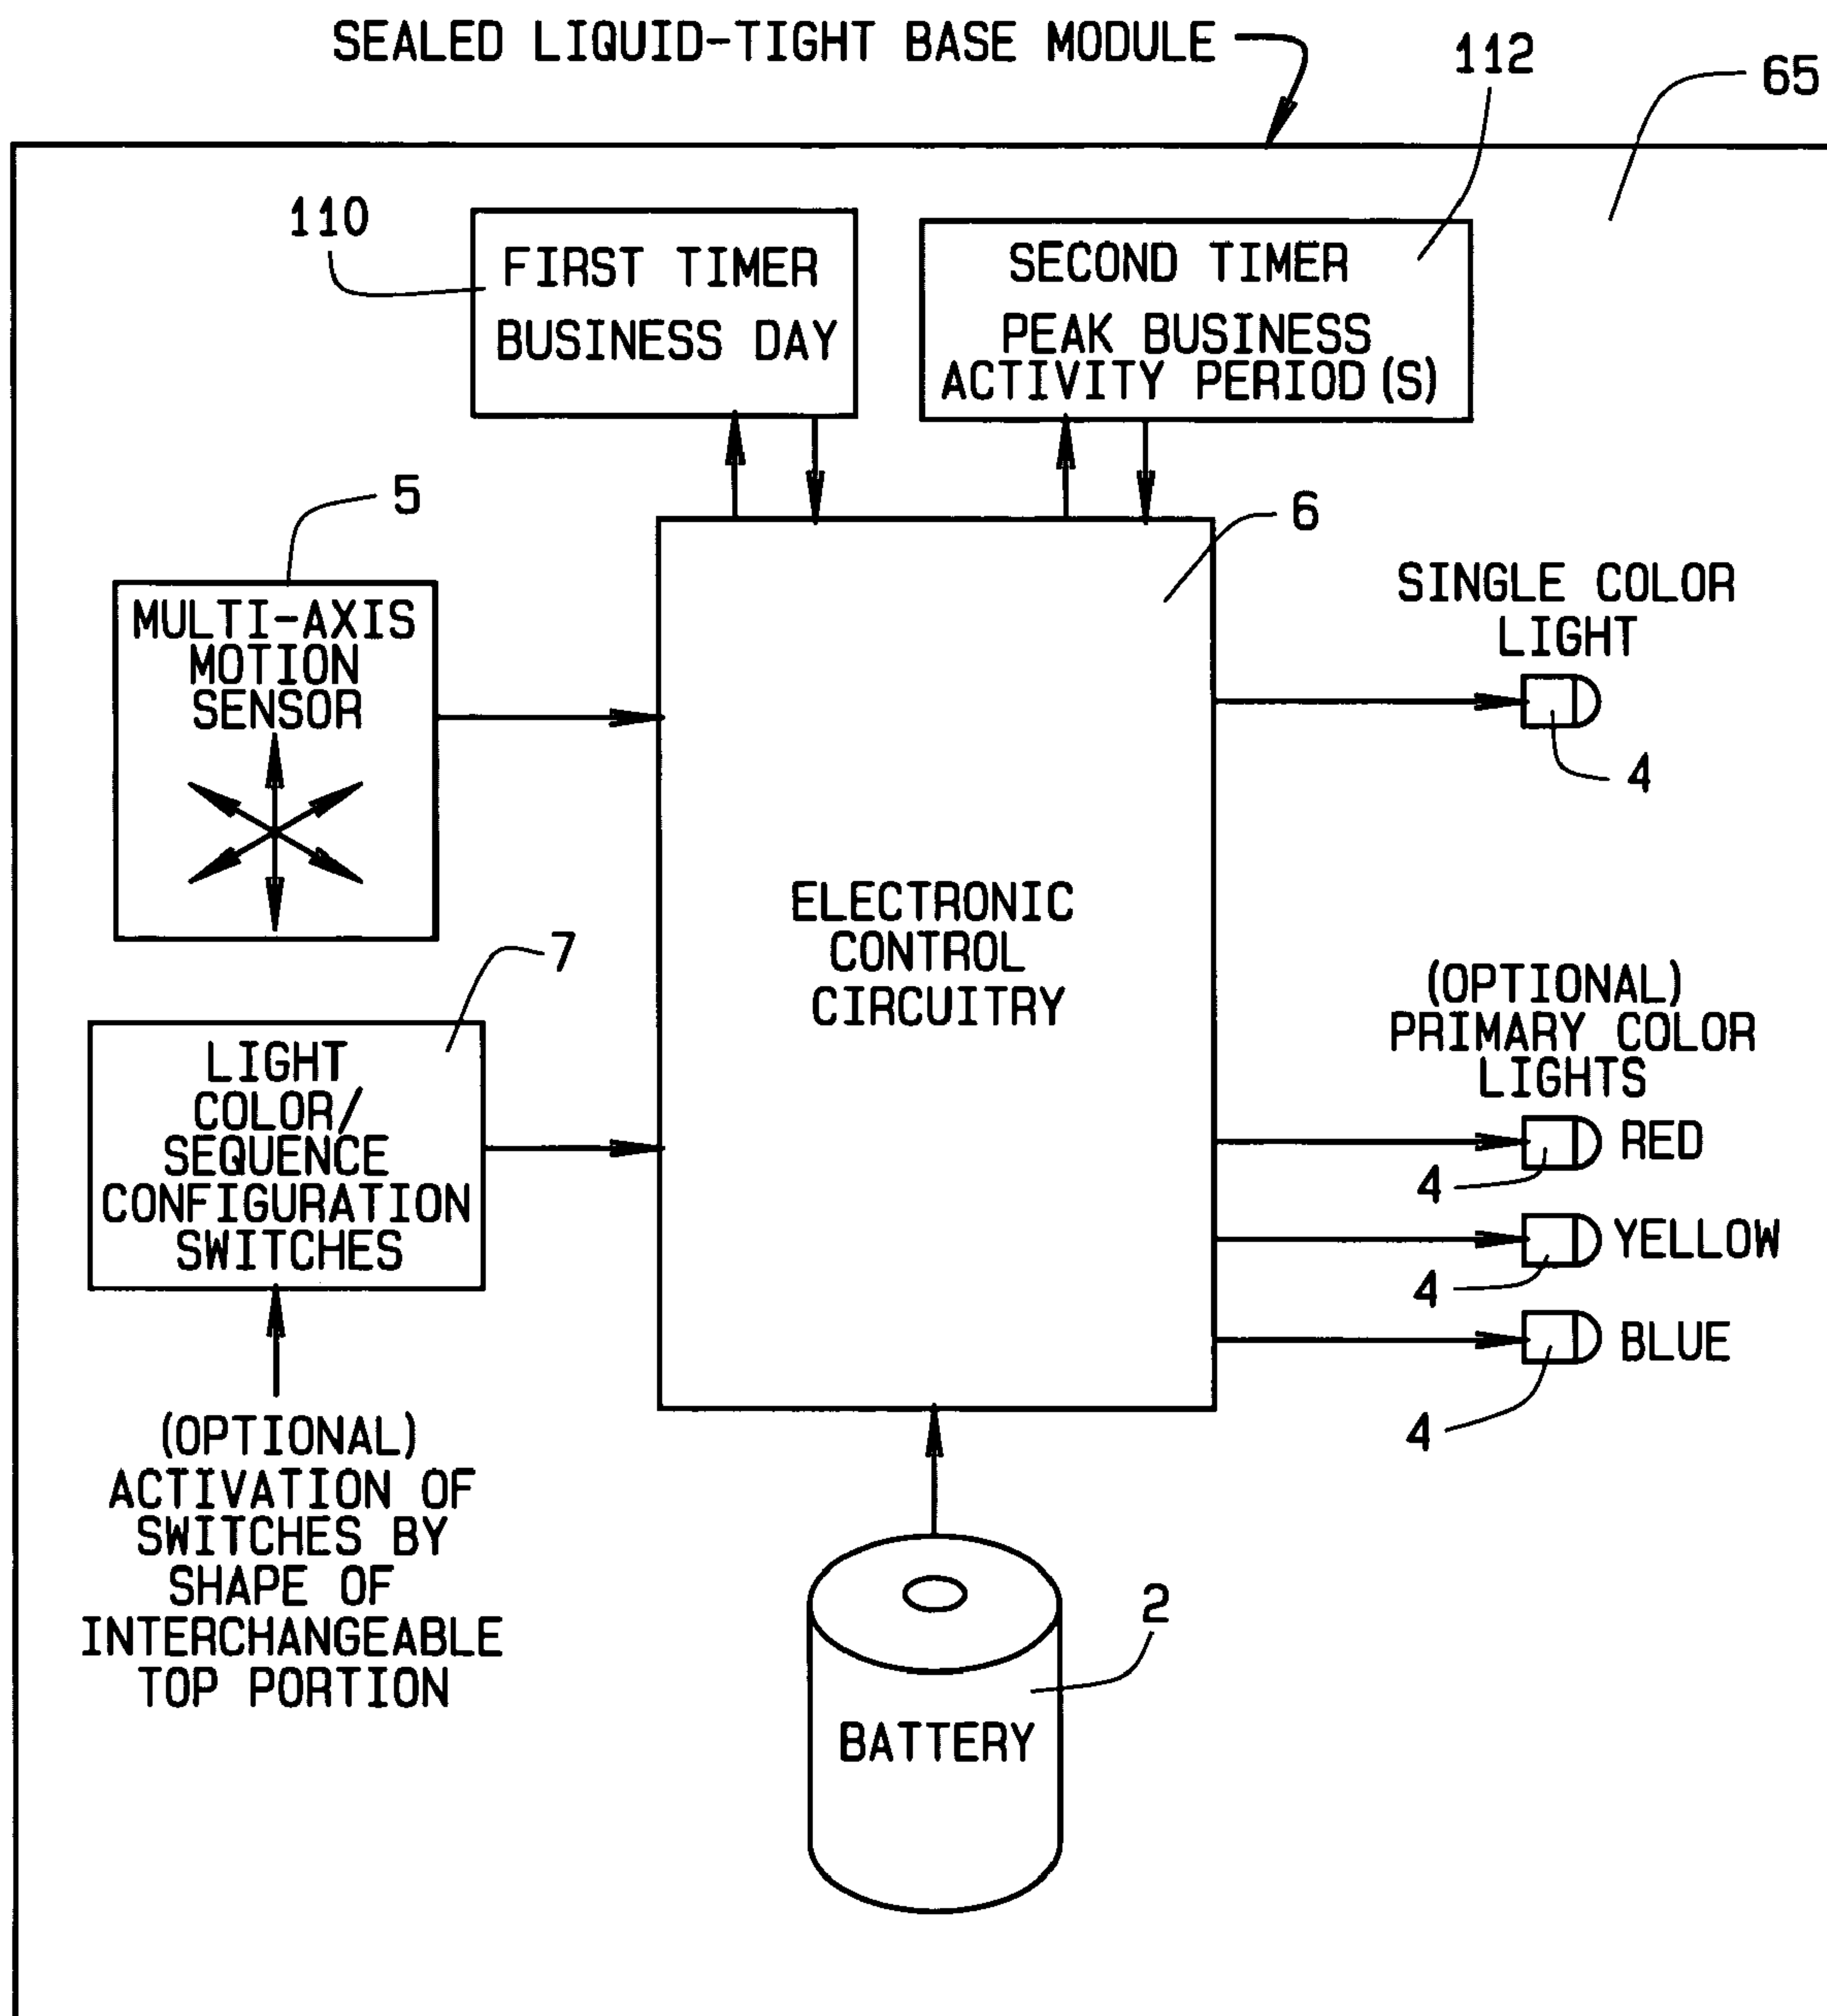 SEALED LIQUID-TIGHT BASE MODULE
112
65
110
FIRST TIMER
BUSINESS DAY
SECOND TIMER
PEAK BUSINESS
ACTIVITY PERIOD(S)
5
MULTI-AXIS
MOTION
SENSOR
6
ELECTRONIC
CONTROL
CIRCUITRY
SINGLE COLOR
LIGHT
4
7
LIGHT
COLOR/
SEQUENCE
CONFIGURATION
SWITCHES
(OPTIONAL)
PRIMARY COLOR
LIGHTS
RED
4
YELLOW
4
BLUE
4
(OPTIONAL)
ACTIVATION OF
SWITCHES BY
SHAPE OF
INTERCHANGEABLE
TOP PORTION
2
BATTERY